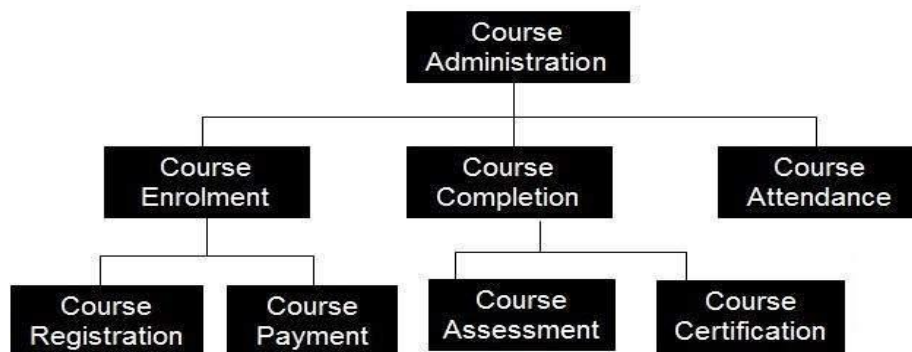 Course
Administration
Course
Enrolment
Course
Completion
Course
Attendance
Course
Registration
Course
Payment
Course
Assessment
Course
Certification